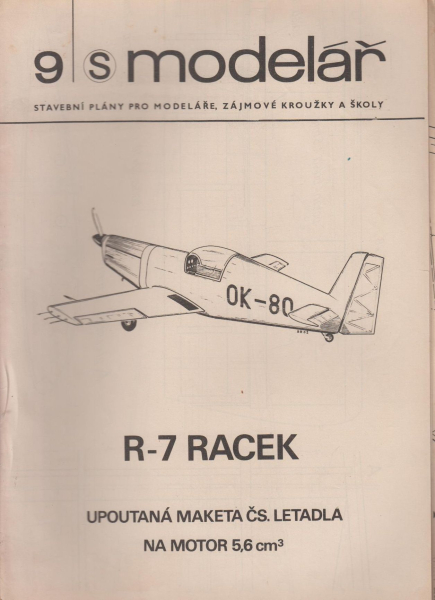 9 s modelář
STAVEBNÍ PLÁNY PRO MODELÁŘE, ZÁJMOVÉ KROUŽKY A ŠKOLY
OK-80
R-7 RACEK
UPOUTANÁ MAKETA ČS. LETADLA
NA MOTOR 5,6 cm³